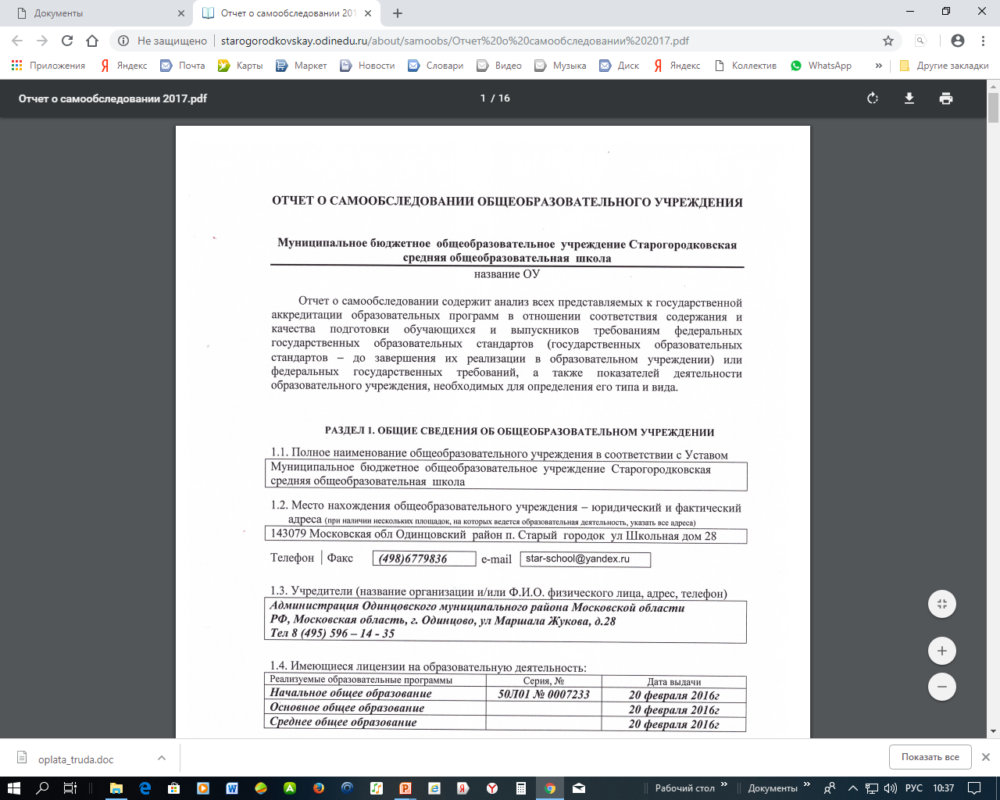 Документы
Отчет о самообследовании 201
Не защищено
starogorodkovskay.odinedu.ru/about/samoobs/Отчет%20о%20самообследовании%202017.pdf
Приложения Яндекс Почта Карты Маркет Новости Словари Видео Музыка Диск Яндекс Коллектив WhatsApp » Другие закладки
Отчет о самообследовании 2017.pdf
1 / 16
ОТЧЕТ О САМООБСЛЕДОВАНИИ ОБЩЕОБРАЗОВАТЕЛЬНОГО УЧРЕЖДЕНИЯ
Муниципальное бюджетное общеобразовательное учреждение Старогородковская
средняя общеобразовательная школа
название ОУ
Отчет о самообследовании содержит анализ всех представляемых к государственной
аккредитации образовательных программ в отношении соответствия содержания и
качества подготовки обучающихся и выпускников требованиям федеральных
государственных образовательных стандартов (государственных образовательных
стандартов – до завершения их реализации в образовательном учреждении) или
федеральных государственных требований, а также показателей деятельности
образовательного учреждения, необходимых для определения его типа и вида.
РАЗДЕЛ 1. ОБЩИЕ СВЕДЕНИЯ ОБ ОБЩЕОБРАЗОВАТЕЛЬНОМ УЧРЕЖДЕНИИ
1.1. Полное наименование общеобразовательного учреждения в соответствии с Уставом
Муниципальное бюджетное общеобразовательное учреждение Старогородковская
средняя общеобразовательная школа
1.2. Место нахождения общеобразовательного учреждения – юридический и фактический
адреса (при наличии нескольких площадок, на которых ведется образовательная деятельность, указать все адреса)
143079 Московская обл Одинцовский район п. Старый городок ул Школьная дом 28
Телефон Факс (498)6779836 e-mail star-school@yandex.ru
1.3. Учредители (название организации и/или Ф.И.О. физического лица, адрес, телефон)
Администрация Одинцовского муниципального района Московской области
РФ, Московская область, г. Одинцово, ул Маршала Жукова, д.28
Тел 8 (495) 596 – 14 - 35
1.4. Имеющиеся лицензии на образовательную деятельность:
Реализуемые образовательные программы Серия, № Дата выдачи
Начальное общее образование 50Л01 № 0007233 20 февраля 2016г
Основное общее образование 20 февраля 2016г
Среднее общее образование 20 февраля 2016г
oplata_truda.doc
Показать все
Рабочий стол » Документы » РУС 10:37